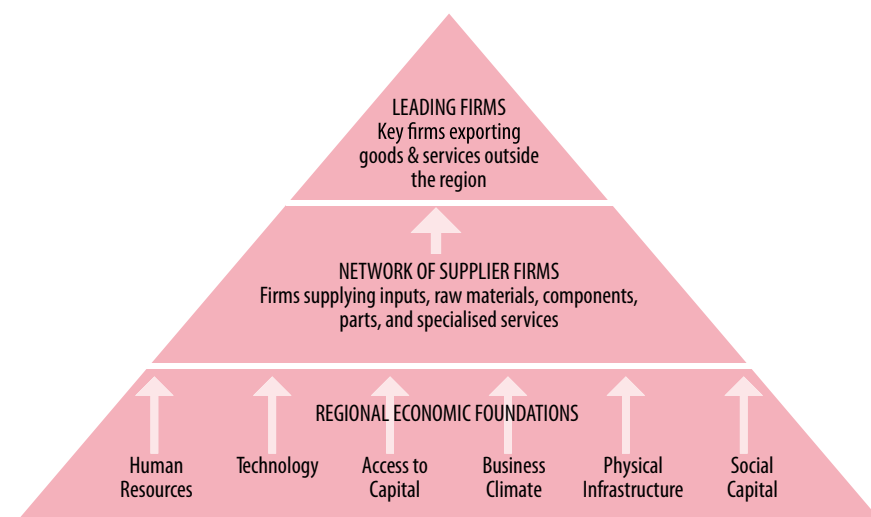 LEADING FIRMS
Key firms exporting
goods & services outside
the region
NETWORK OF SUPPLIER FIRMS
Firms supplying inputs, raw materials, components,
parts, and specialised services
REGIONAL ECONOMIC FOUNDATIONS
Human
Resources
Technology
Access to
Capital
Business
Climate
Physical
Infrastructure
Social
Capital